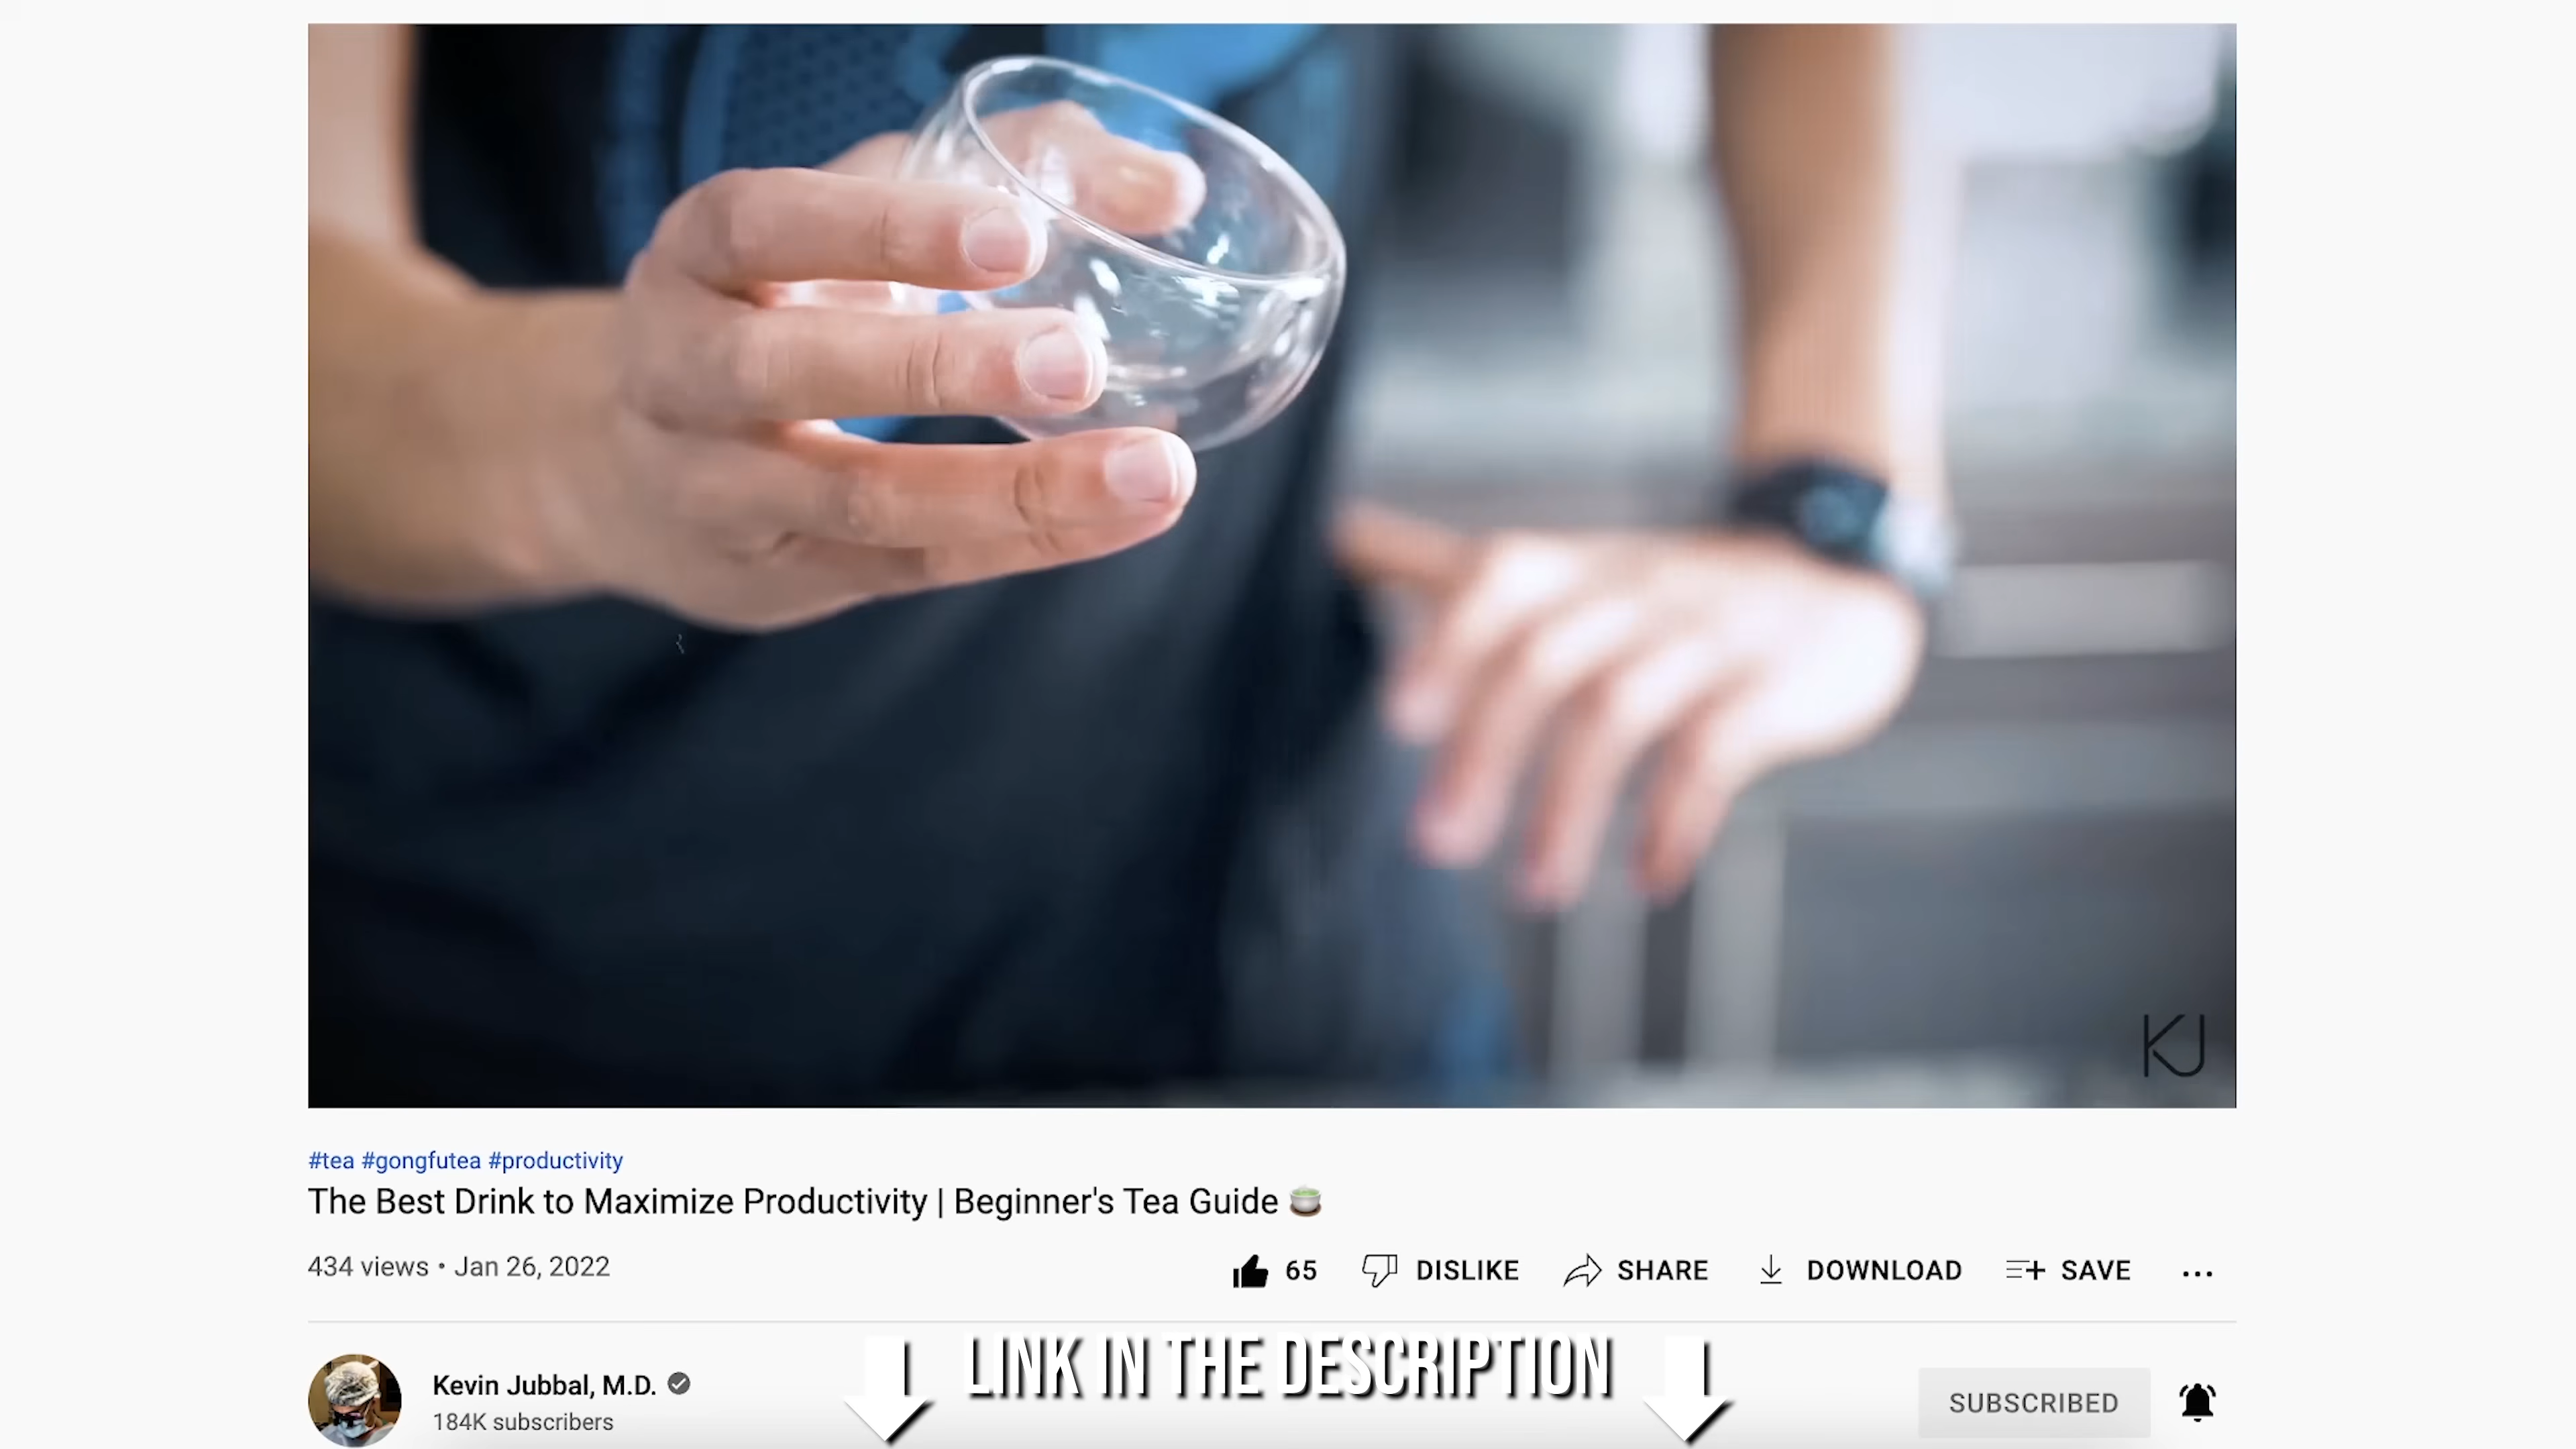 KJ
#tea #gongfutea #productivity
The Best Drink to Maximize Productivity | Beginner's Tea Guide 🍵
434 views • Jan 26, 2022
65 DISLIKE SHARE DOWNLOAD SAVE ...
LINK IN THE DESCRIPTION
Kevin Jubbal, M.D.
184K subscribers
SUBSCRIBED